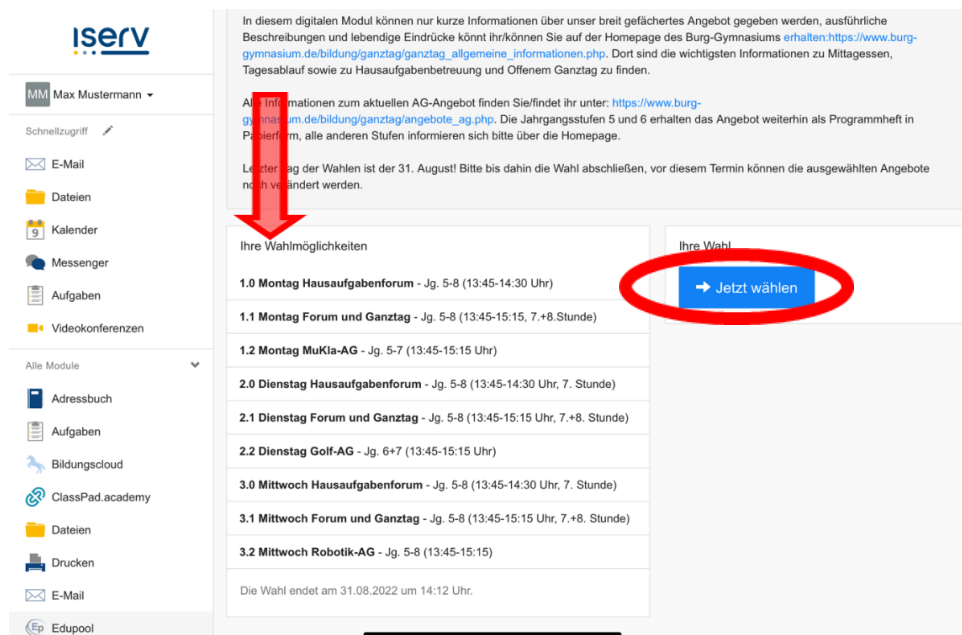 IServ
MM Max Mustermann
Schnellzugriff
E-Mail
Dateien
9 Kalender
Messenger
Aufgaben
Videokonferenzen
Alle Module
Adressbuch
Aufgaben
Bildungscloud
ClassPad.academy
Dateien
Drucken
E-Mail
Ep Edupool
In diesem digitalen Modul können nur kurze Informationen über unser breit gefächertes Angebot gegeben werden, ausführliche
Beschreibungen und lebendige Eindrücke könnt ihr/können Sie auf der Homepage des Burg-Gymnasiums erhalten:https://www.burg-
gymnasium.de/bildung/ganztag/ganztag_allgemeine_informationen.php. Dort sind die wichtigsten Informationen zu Mittagessen,
Tagesablauf sowie zu Hausaufgabenbetreuung und Offenem Ganztag zu finden.
Alle Informationen zum aktuellen AG-Angebot finden Sie/findet ihr unter: https://www.burg-
gymnasium.de/bildung/ganztag/angebote_ag.php. Die Jahrgangsstufen 5 und 6 erhalten das Angebot weiterhin als Programmheft in
Papierform, alle anderen Stufen informieren sich bitte über die Homepage.
Letzter Tag der Wahlen ist der 31. August! Bitte bis dahin die Wahl abschließen, vor diesem Termin können die ausgewählten Angebote
noch verändert werden.
Ihre Wahlmöglichkeiten
1.0 Montag Hausaufgabenforum - Jg. 5-8 (13:45-14:30 Uhr)
1.1 Montag Forum und Ganztag - Jg. 5-8 (13:45-15:15, 7.+8.Stunde)
1.2 Montag MuKla-AG - Jg. 5-7 (13:45-15:15 Uhr)
2.0 Dienstag Hausaufgabenforum - Jg. 5-8 (13:45-14:30 Uhr, 7. Stunde)
2.1 Dienstag Forum und Ganztag - Jg. 5-8 (13:45-15:15 Uhr, 7.+8. Stunde)
2.2 Dienstag Golf-AG - Jg. 6+7 (13:45-15:15 Uhr)
3.0 Mittwoch Hausaufgabenforum - Jg. 5-8 (13:45-14:30 Uhr, 7. Stunde)
3.1 Mittwoch Forum und Ganztag - Jg. 5-8 (13:45-15:15 Uhr, 7.+8. Stunde)
3.2 Mittwoch Robotik-AG - Jg. 5-8 (13:45-15:15)
Die Wahl endet am 31.08.2022 um 14:12 Uhr.
Ihre Wahl
Jetzt wählen